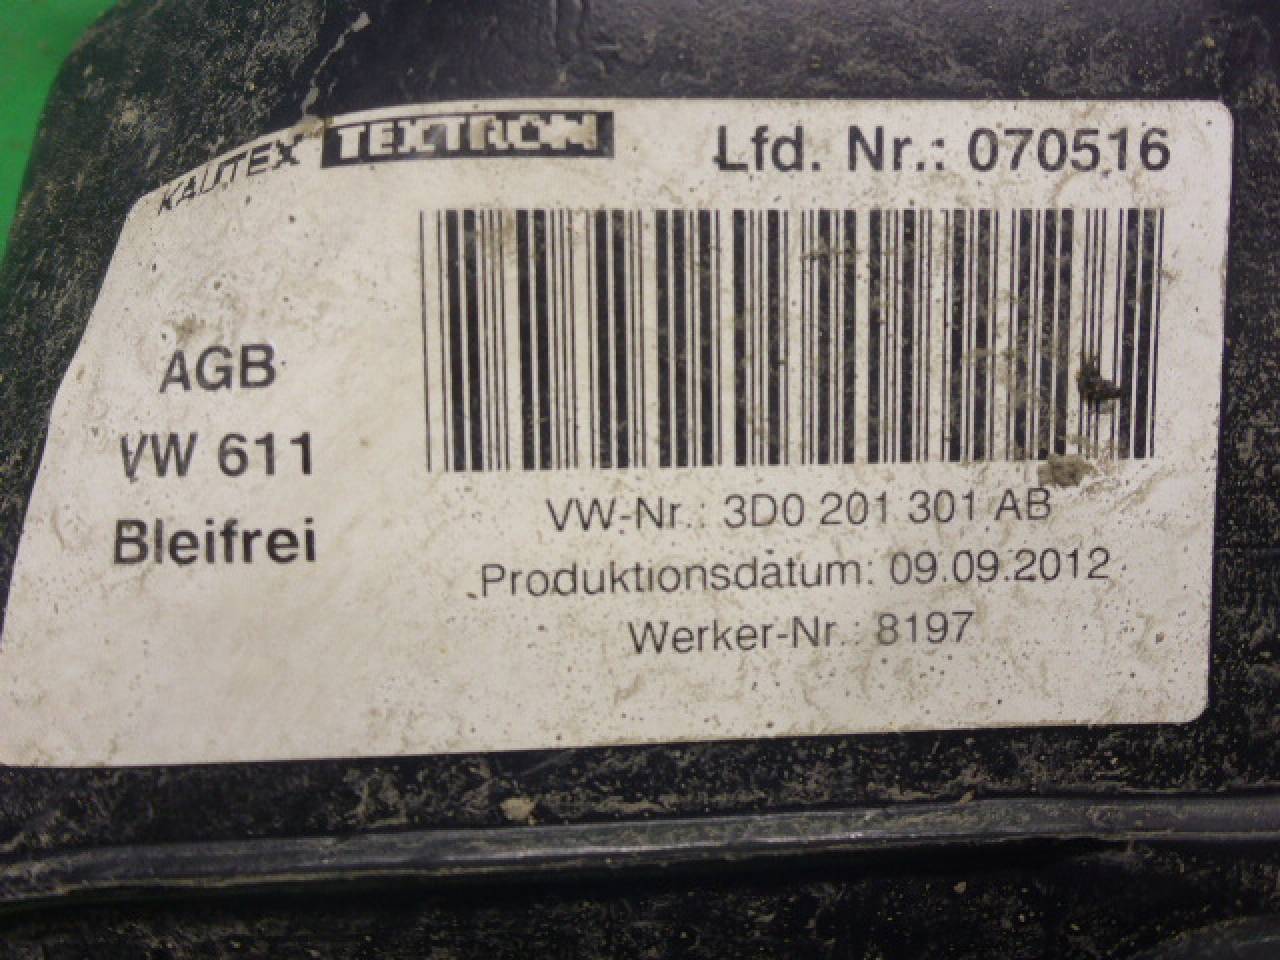 KAUTEX TEXTRON
Lfd. Nr.: 070516
AGB
VW 611
Bleifrei
VW-Nr.: 3D0 201 301 AB
Produktionsdatum: 09.09.2012
Werker-Nr.: 8197